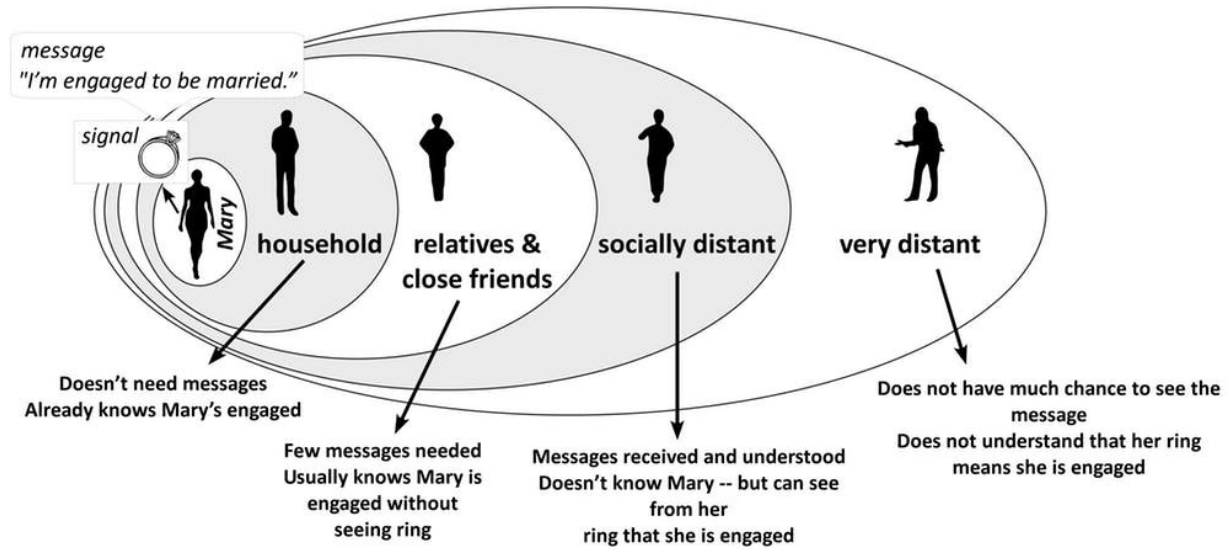 message
"I'm engaged to be married.”
signal
Mary
household
relatives &
close friends
socially distant
very distant
Doesn't need messages
Already knows Mary's engaged
Few messages needed
Usually knows Mary is
engaged without
seeing ring
Messages received and understood
Doesn't know Mary -- but can see
from her
ring that she is engaged
Does not have much chance to see the
message
Does not understand that her ring
means she is engaged